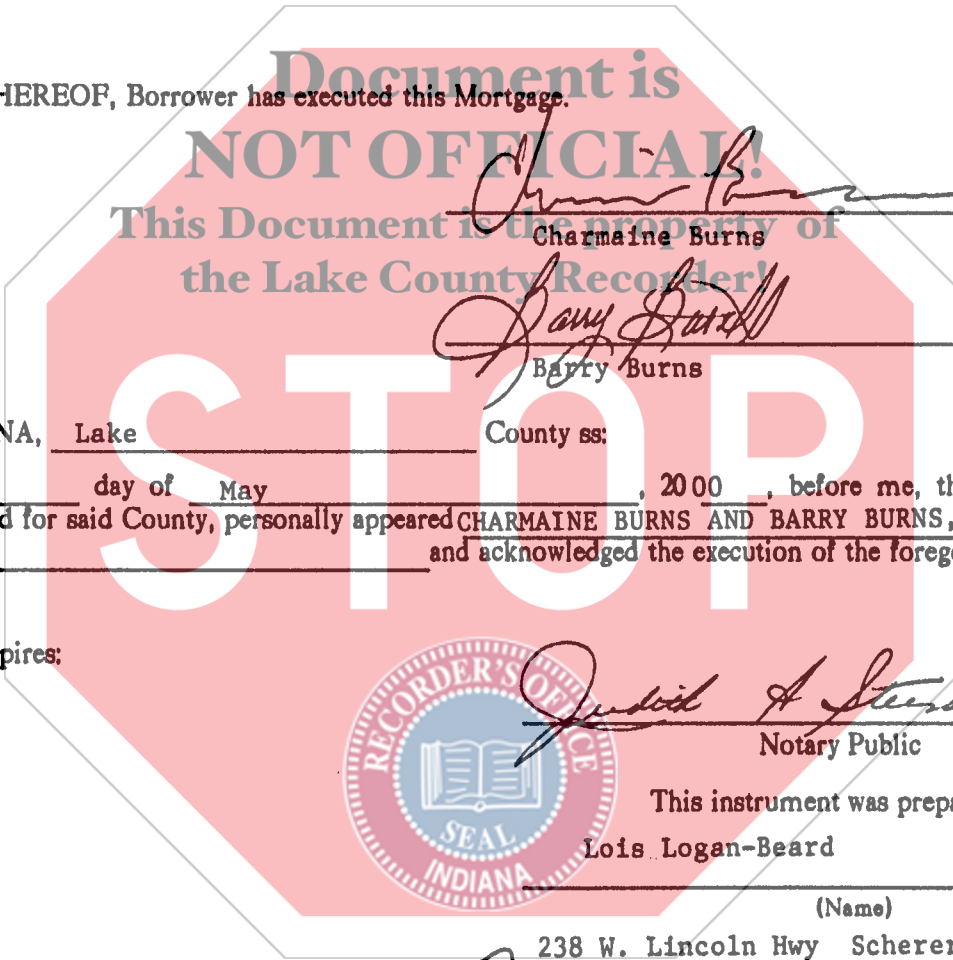 Document is
HEREOF, Borrower has executed this Mortgage.
NOT OFFICIAL!
This Document is the property of
Charmaine Burns
the Lake County Recorder!
Barry Burns
STOP
NA, Lake County ss:
day of May , 2000 , before me, th
d for said County, personally appeared CHARMAINE BURNS AND BARRY BURNS,
and acknowledged the execution of the forego
pires:
RECORDER'S OFFICE
Judith A
Notary Public
This instrument was prepa
SEAL
Lois Logan-Beard
INDIANA
(Name)
238 W. Lincoln Hwy Scherer